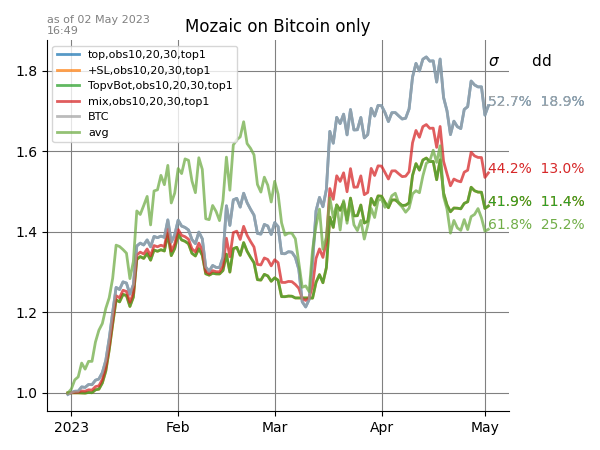 as of 02 May 2023
16:49
Mozaic on Bitcoin only
top,obs10,20,30,top1
+SL,obs10,20,30,top1
TopvBot,obs10,20,30,top1
mix,obs10,20,30,top1
BTC
avg
σ dd
52.7% 18.9%
44.2% 13.0%
41.9% 11.4%
61.8% 25.2%
1.8
1.6
1.4
1.2
1.0
2023 Feb Mar Apr May